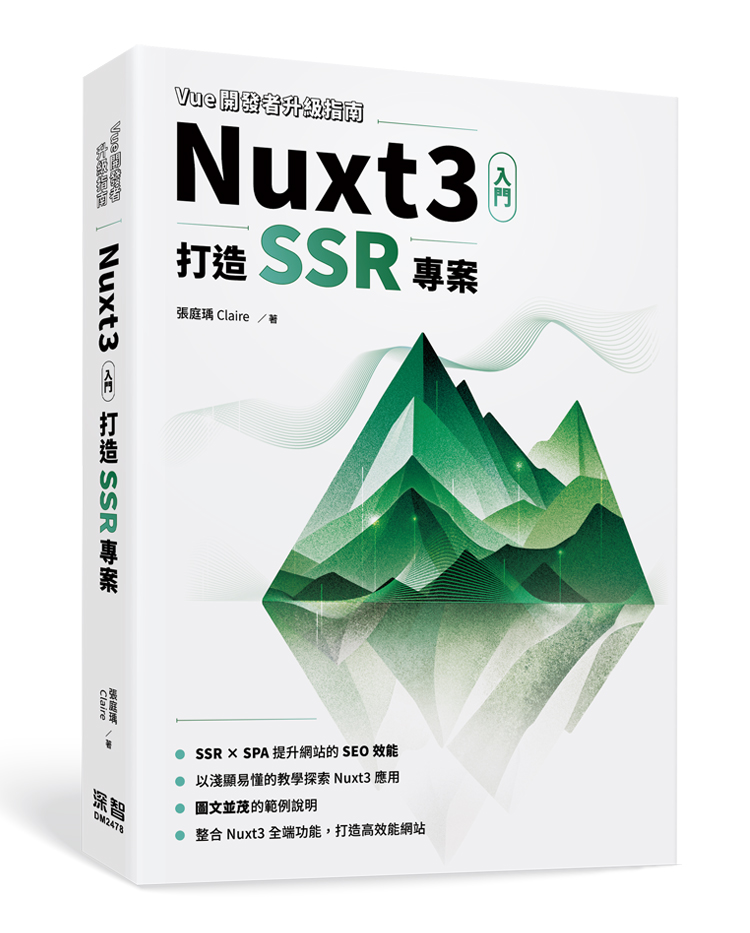 Vue開發者升級指南
Nuxt3 入門
打造 SSR 專案
張庭瑀 Claire ／著
SSR × SPA 提升網站的 SEO 效能
以淺顯易懂的教學探索 Nuxt3 應用
圖文並茂的範例說明
整合 Nuxt3 全端功能，打造高效能網站
Vue 開發者
升級指南
Nuxt3 入門 打造 SSR 專案
張庭瑀
Claire ／著
深智
DM2478